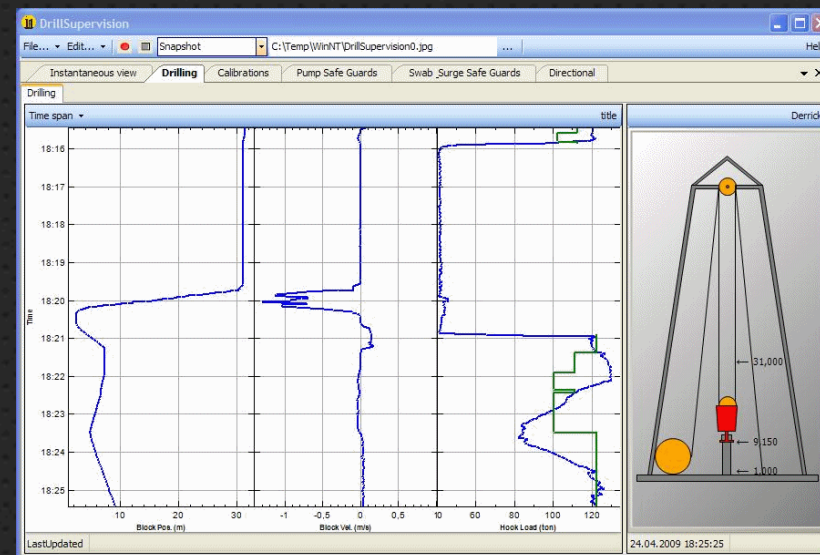 DrillSupervision
File... Edit... Snapshot C:\Temp\WinNT\DrillSupervision0.jpg ...
Instantaneous view Drilling Calibrations Pump Safe Guards Swab_Surge Safe Guards Directional
Drilling
Time span title Derrick
18:16
18:17
18:18
18:19
18:20
18:21
18:22
18:23
18:24
18:25
Time
10 20 30 -1 -0,5 0 0,5 60 80 100 120
Block Pos. (m) Block Vel. (m/s) Hook Load (ton)
31,000
9,150
1,000
LastUpdated 24.04.2009 18:25:25